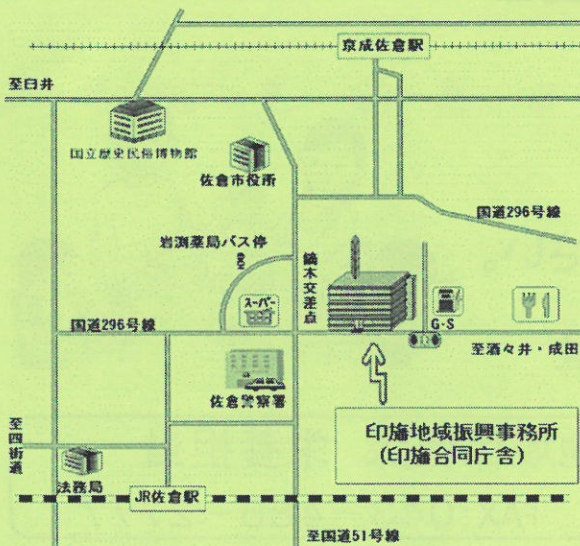 京成佐倉駅
至臼井
国立歴史民俗博物館
佐倉市役所
国道296号線
岩渕薬局バス停
鏑木交差点
スーパー
G·S
国道296号線
至酒々井・成田
佐倉警察署
至四街道
印旛地域振興事務所
(印旛合同庁舎)
法務局
JR佐倉駅
至国道51号線